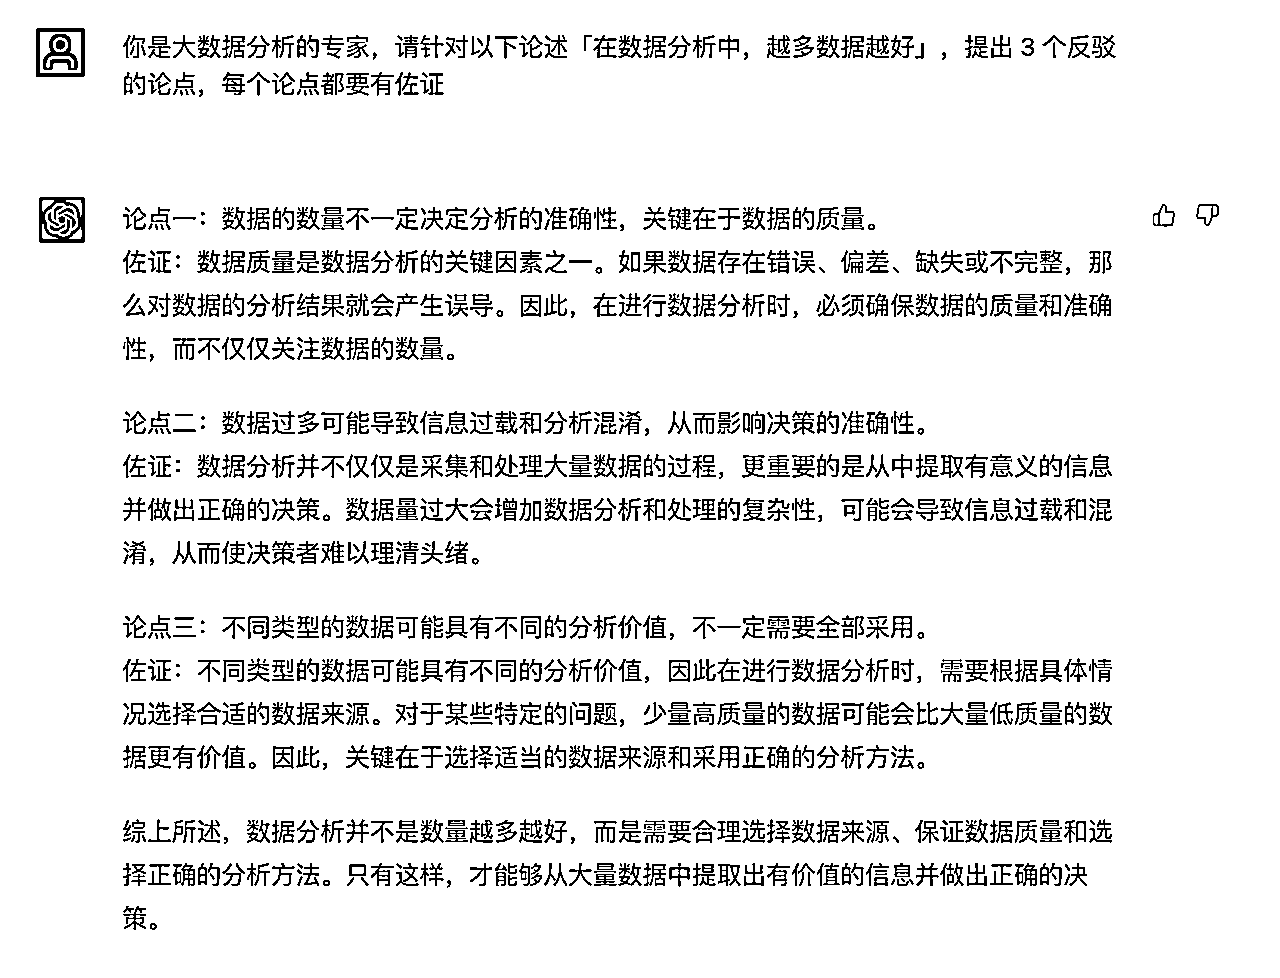 你是大数据分析的专家，请针对以下论述「在数据分析中，越多数据越好」，提出 3 个反驳
的论点，每个论点都要有佐证
论点一：数据的数量不一定决定分析的准确性，关键在于数据的质量。
佐证：数据质量是数据分析的关键因素之一。如果数据存在错误、偏差、缺失或不完整，那
么对数据的分析结果就会产生误导。因此，在进行数据分析时，必须确保数据的质量和准确
性，而不仅仅关注数据的数量。
论点二：数据过多可能导致信息过载和分析混淆，从而影响决策的准确性。
佐证：数据分析并不仅仅是采集和处理大量数据的过程，更重要的是从中提取有意义的信息
并做出正确的决策。数据量过大会增加数据分析和处理的复杂性，可能会导致信息过载和混
淆，从而使决策者难以理清头绪。
论点三：不同类型的数据可能具有不同的分析价值，不一定需要全部采用。
佐证：不同类型的数据可能具有不同的分析价值，因此在进行数据分析时，需要根据具体情
况选择合适的数据来源。对于某些特定的问题，少量高质量的数据可能会比大量低质量的数
据更有价值。因此，关键在于选择适当的数据来源和采用正确的分析方法。
综上所述，数据分析并不是数量越多越好，而是需要合理选择数据来源、保证数据质量和选
择正确的分析方法。只有这样，才能够从大量数据中提取出有价值的信息并做出正确的决
策。